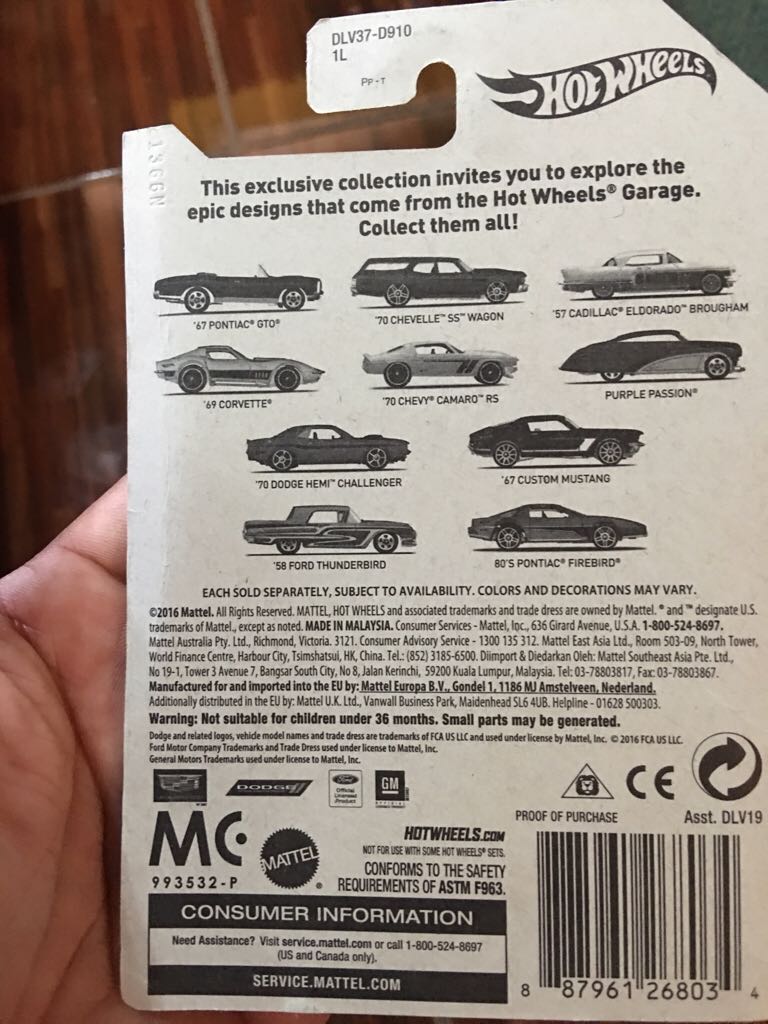 DLV37-D910
1L
PP-T
HOT WHEELS
1366N
This exclusive collection invites you to explore the
epic designs that come from the Hot Wheels® Garage.
Collect them all!
'67 PONTIAC® GTO®
'70 CHEVELLE™ SS™ WAGON
'57 CADILLAC® ELDORADO™ BROUGHAM
'69 CORVETTE®
'70 CHEVY® CAMARO™ RS
PURPLE PASSION®
'70 DODGE HEMI™ CHALLENGER
'67 CUSTOM MUSTANG
'58 FORD THUNDERBIRD
80'S PONTIAC® FIREBIRD®
EACH SOLD SEPARATELY, SUBJECT TO AVAILABILITY. COLORS AND DECORATIONS MAY VARY.
©2016 Mattel. All Rights Reserved. MATTEL, HOT WHEELS and associated trademarks and trade dress are owned by Mattel. ® and ™ designate U.S.
trademarks of Mattel., except as noted. MADE IN MALAYSIA. Consumer Services - Mattel, Inc., 636 Girard Avenue, U.S.A. 1-800-524-8697.
Mattel Australia Pty. Ltd., Richmond, Victoria. 3121. Consumer Advisory Service - 1300 135 312. Mattel East Asia Ltd., Room 503-09, North Tower,
World Finance Centre, Harbour City, Tsimshatsui, HK, China. Tel.: (852) 3185-6500. Diimport & Diedarkan Oleh: Mattel Southeast Asia Pte. Ltd.,
No 19-1, Tower 3 Avenue 7, Bangsar South City, No 8, Jalan Kerinchi, 59200 Kuala Lumpur, Malaysia. Tel: 03-78803817, Fax: 03-78803867.
Manufactured for and imported into the EU by: Mattel Europa B.V., Gondel 1, 1186 MJ Amstelveen, Nederland.
Additionally distributed in the EU by: Mattel U.K. Ltd., Vanwall Business Park, Maidenhead SL6 4UB. Helpline - 01628 500303.
Warning: Not suitable for children under 36 months. Small parts may be generated.
Dodge and related logos, vehicle model names and trade dress are trademarks of FCA US LLC and used under license by Mattel, Inc. © 2016 FCA US LLC.
Ford Motor Company Trademarks and Trade Dress used under license to Mattel, Inc.
General Motors Trademarks used under license to Mattel, Inc.
DODGE
Ford
Official
Licensed
Product
GM
OFFICIAL
CE
MC
993532-P
MATTEL®
HOTWHEELS.COM
NOT FOR USE WITH SOME HOT WHEELS® SETS.
CONFORMS TO THE SAFETY
REQUIREMENTS OF ASTM F963.
PROOF OF PURCHASE
Asst. DLV19
CONSUMER INFORMATION
Need Assistance? Visit service.mattel.com or call 1-800-524-8697
(US and Canada only).
SERVICE.MATTEL.COM
8 87961 26803 4